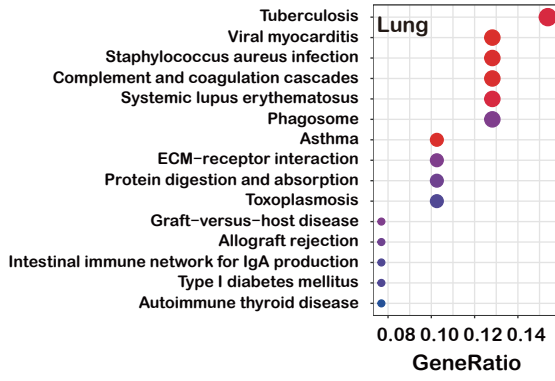 Lung
Tuberculosis
Viral myocarditis
Staphylococcus aureus infection
Complement and coagulation cascades
Systemic lupus erythematosus
Phagosome
Asthma
ECM−receptor interaction
Protein digestion and absorption
Toxoplasmosis
Graft−versus−host disease
Allograft rejection
Intestinal immune network for IgA production
Type I diabetes mellitus
Autoimmune thyroid disease
0.08 0.10 0.12 0.14
GeneRatio